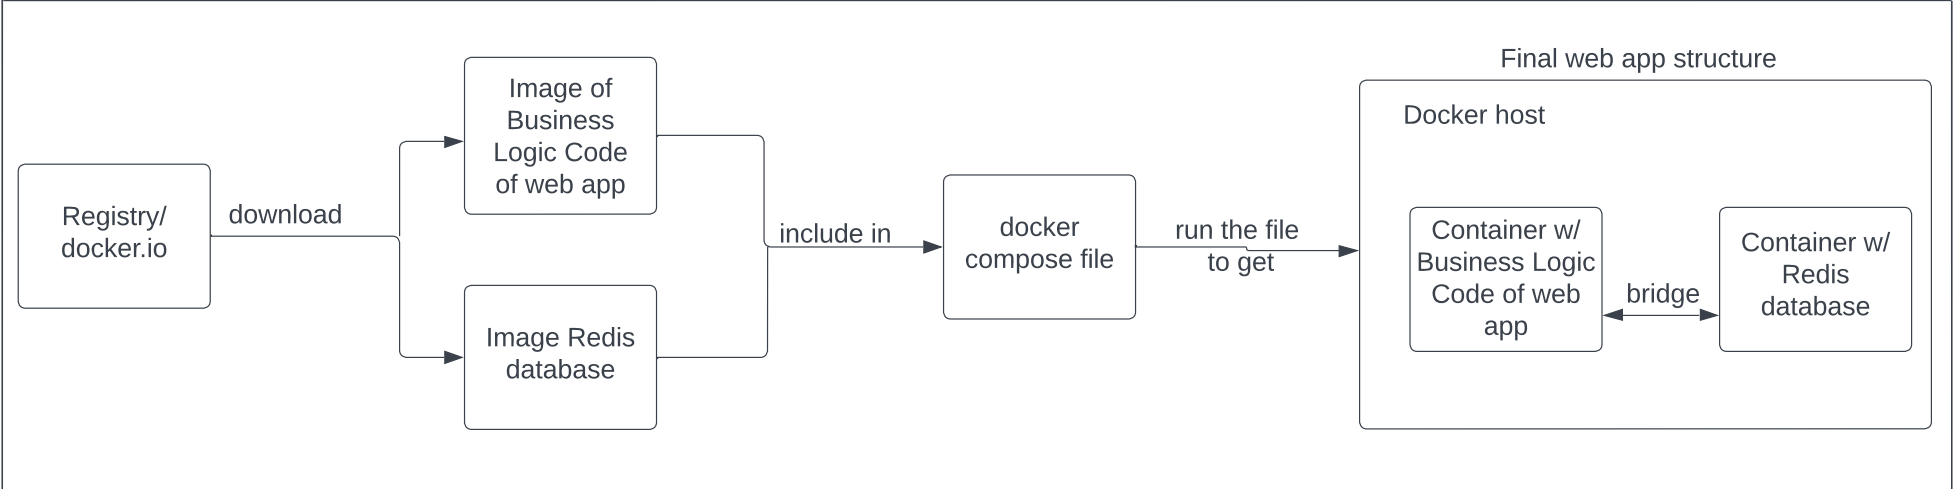 Registry/
docker.io
download
Image of
Business
Logic Code
of web app
Image Redis
database
include in
docker
compose file
run the file
to get
Final web app structure
Docker host
Container w/
Business Logic
Code of web
app
bridge
Container w/
Redis
database